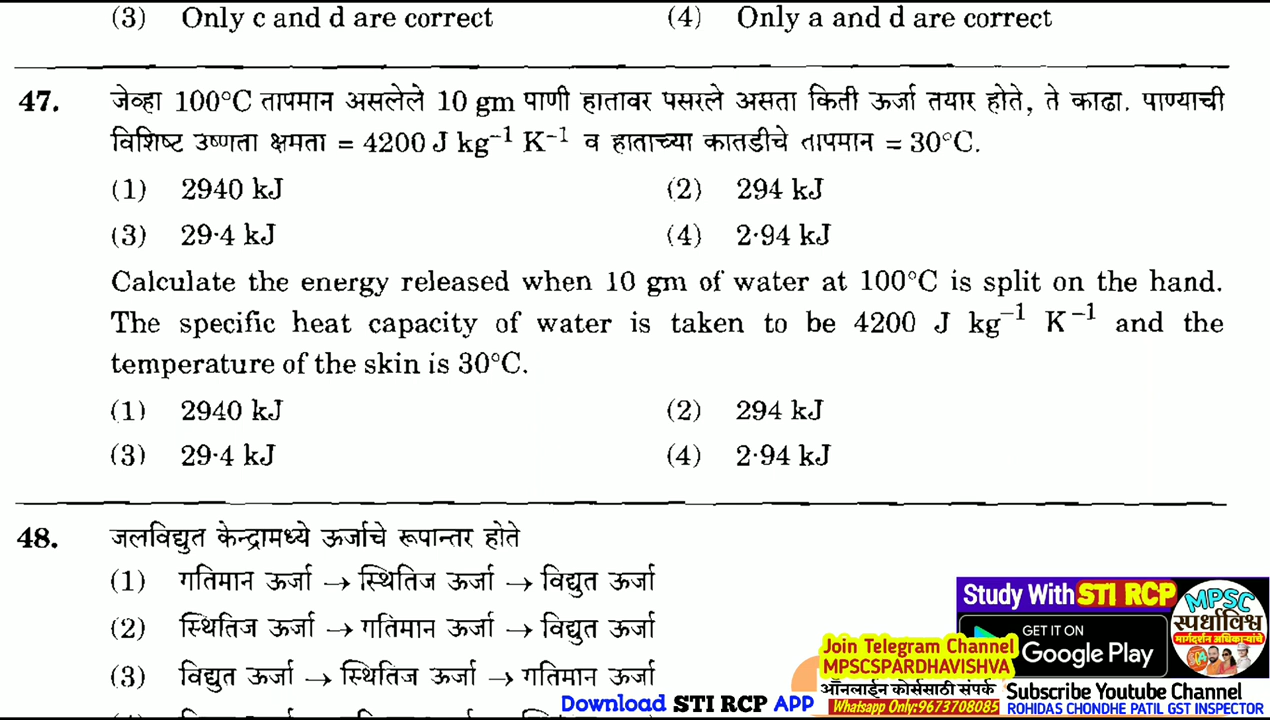 (3) Only c and d are correct (4) Only a and d are correct
47. जेव्हा 100°C तापमान असलेले 10 gm पाणी हातावर पसरले असता किती ऊर्जा तयार होते, ते काढा. पाण्याची
विशिष्ट उष्णता क्षमता = 4200 J kg⁻¹ K⁻¹ व हाताच्या कातडीचे तापमान = 30°C.
(1) 2940 kJ (2) 294 kJ
(3) 29·4 kJ (4) 2·94 kJ
Calculate the energy released when 10 gm of water at 100°C is split on the hand.
The specific heat capacity of water is taken to be 4200 J kg⁻¹ K⁻¹ and the
temperature of the skin is 30°C.
(1) 2940 kJ (2) 294 kJ
(3) 29·4 kJ (4) 2·94 kJ
48. जलविद्युत केन्द्रामध्ये ऊर्जाचे रूपान्तर होते
(1) गतिमान ऊर्जा → स्थितिज ऊर्जा → विद्युत ऊर्जा
(2) स्थितिज ऊर्जा → गतिमान ऊर्जा → विद्युत ऊर्जा
(3) विद्युत ऊर्जा → स्थितिज ऊर्जा → गतिमान ऊर्जा
Study With STI RCP
GET IT ON
Google Play
MPSC
स्पर्धाविश्व
मार्गदर्शन अधिकाऱ्यांचे
Join Telegram Channel
MPSCSPARDHAVISHVA
ऑनलाईन कोर्ससाठी संपर्क
Whatsapp Only:9673708085
Subscribe Youtube Channel
ROHIDAS CHONDHE PATIL GST INSPECTOR
Download STI RCP APP